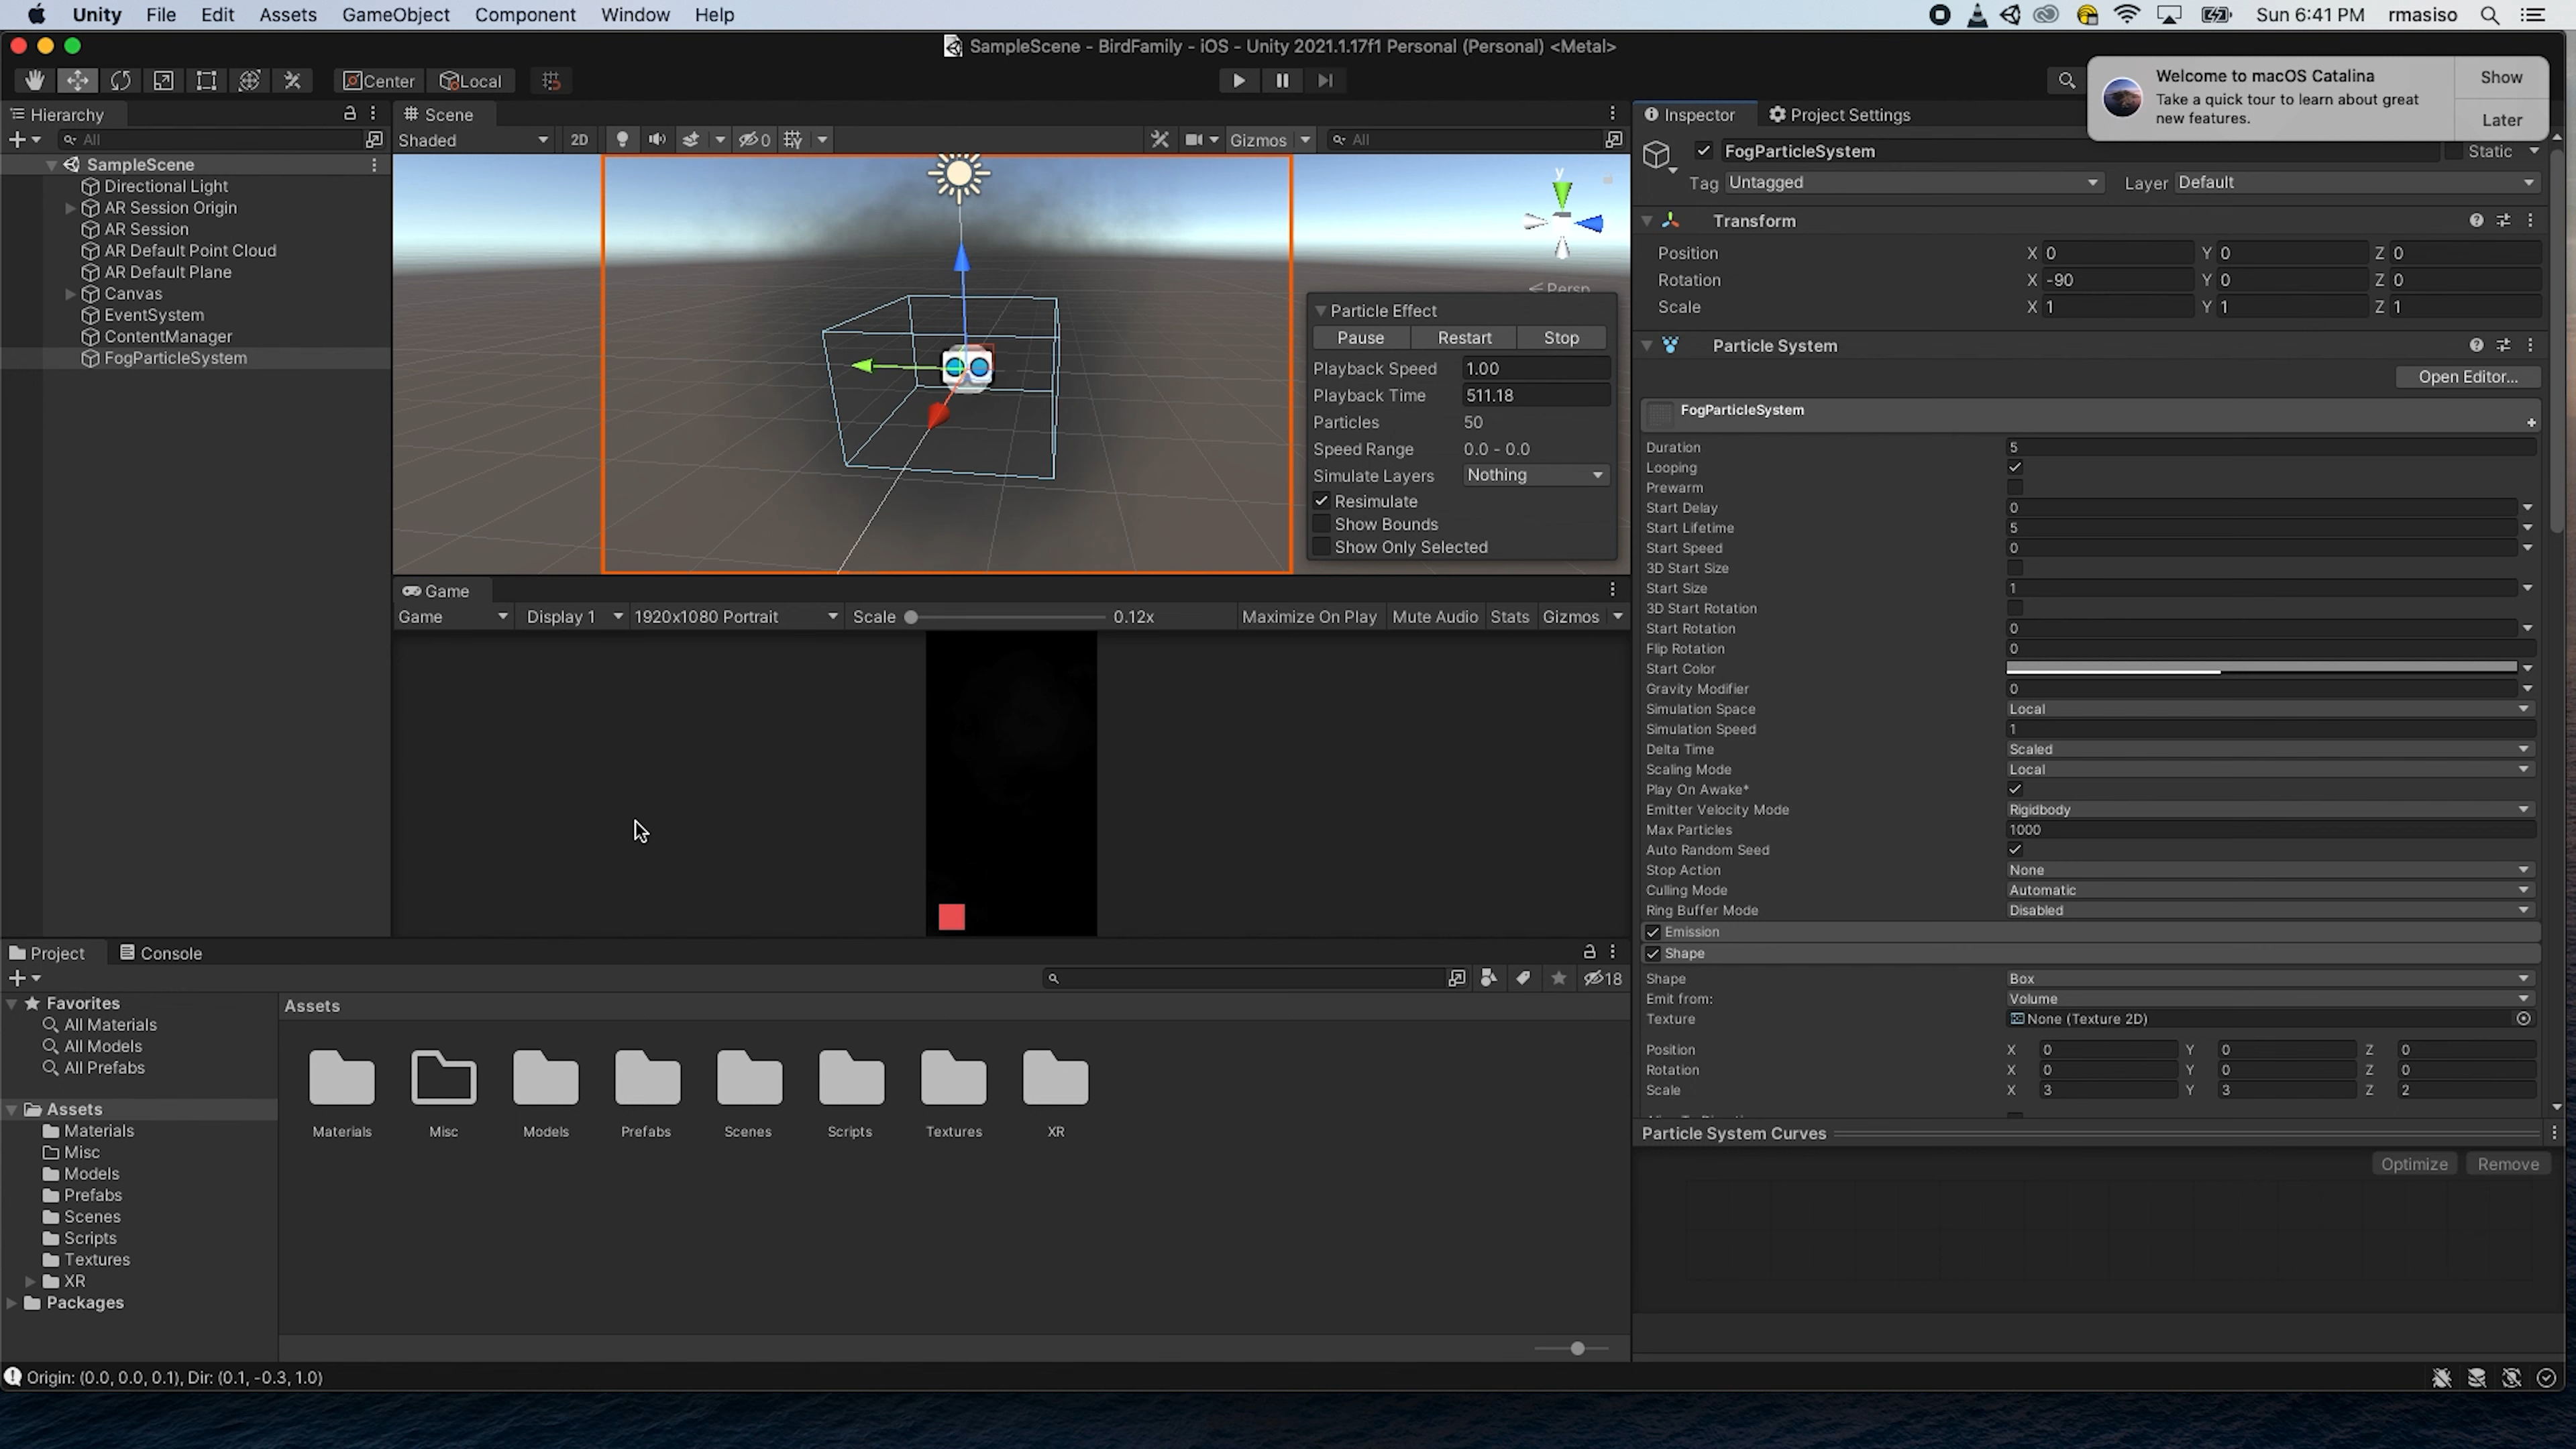 Unity File Edit Assets GameObject Component Window Help Sun 6:41 PM rmasiso
SampleScene - BirdFamily - iOS - Unity 2021.1.17f1 Personal (Personal) <Metal>
Center Local
Welcome to macOS Catalina
Take a quick tour to learn about great
new features.
Show
Later
Hierarchy
All
SampleScene
Directional Light
AR Session Origin
AR Session
AR Default Point Cloud
AR Default Plane
Canvas
EventSystem
ContentManager
FogParticleSystem
Scene
Shaded 2D 0 Gizmos All
y
Persp
Particle Effect
Pause Restart Stop
Playback Speed 1.00
Playback Time 511.18
Particles 50
Speed Range 0.0 - 0.0
Simulate Layers Nothing
Resimulate
Show Bounds
Show Only Selected
Game
Game Display 1 1920x1080 Portrait Scale 0.12x Maximize On Play Mute Audio Stats Gizmos
Inspector Project Settings
FogParticleSystem Static
Tag Untagged Layer Default
Transform
Position X 0 Y 0 Z 0
Rotation X -90 Y 0 Z 0
Scale X 1 Y 1 Z 1
Particle System
Open Editor...
FogParticleSystem
Duration 5
Looping
Prewarm
Start Delay 0
Start Lifetime 5
Start Speed 0
3D Start Size
Start Size 1
3D Start Rotation
Start Rotation 0
Flip Rotation 0
Start Color
Gravity Modifier 0
Simulation Space Local
Simulation Speed 1
Delta Time Scaled
Scaling Mode Local
Play On Awake*
Emitter Velocity Mode Rigidbody
Max Particles 1000
Auto Random Seed
Stop Action None
Culling Mode Automatic
Ring Buffer Mode Disabled
Emission
Shape
Shape Box
Emit from: Volume
Texture None (Texture 2D)
Position X 0 Y 0 Z 0
Rotation X 0 Y 0 Z 0
Scale X 3 Y 3 Z 2
Particle System Curves
Optimize Remove
Project Console
18
Favorites
All Materials
All Models
All Prefabs
Assets
Materials
Misc
Models
Prefabs
Scenes
Scripts
Textures
XR
Packages
Assets
Materials Misc Models Prefabs Scenes Scripts Textures XR
Origin: (0.0, 0.0, 0.1), Dir: (0.1, -0.3, 1.0)